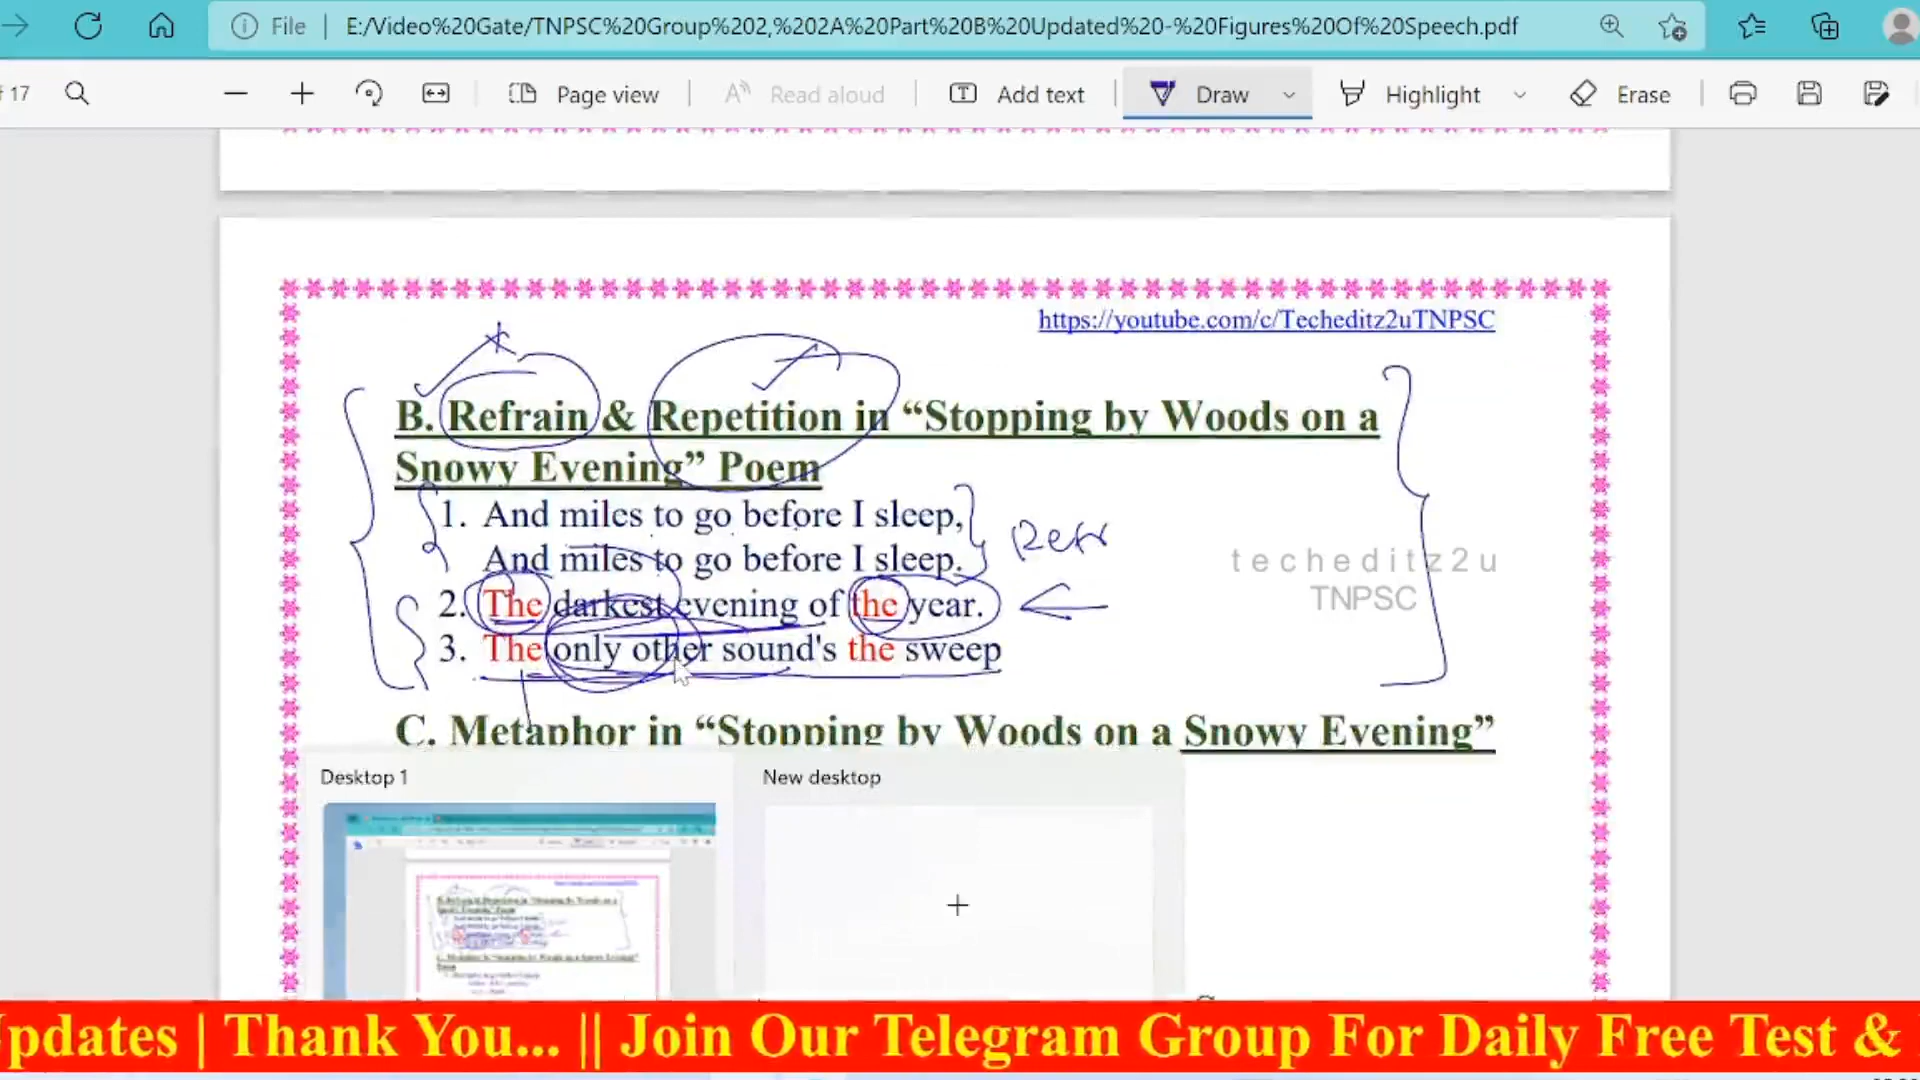 File | E:/Video%20Gate/TNPSC%20Group%202,%202A%20Part%20B%20Updated%20-%20Figures%20Of%20Speech.pdf
17
Page view | Read aloud | Add text | Draw Highlight Erase
https://youtube.com/c/Techeditz2uTNPSC
B. Refrain & Repetition in “Stopping by Woods on a
Snowy Evening” Poem
1. And miles to go before I sleep,
And miles to go before I sleep.
Refr
2. The darkest evening of the year.
3. The only other sound's the sweep
techeditz2u
TNPSC
C. Metaphor in “Stopping by Woods on a Snowy Evening”
Desktop 1
New desktop
pdates | Thank You... || Join Our Telegram Group For Daily Free Test &